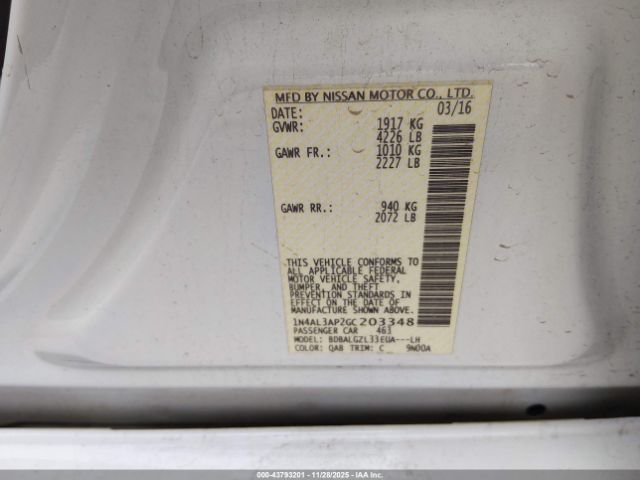 MFD BY NISSAN MOTOR CO., LTD.
DATE: 03/16
GVWR: 1917 KG
4226 LB
GAWR FR.: 1010 KG
2227 LB
GAWR RR.: 940 KG
2072 LB
THIS VEHICLE CONFORMS TO
ALL APPLICABLE FEDERAL
MOTOR VEHICLE SAFETY,
BUMPER, AND THEFT
PREVENTION STANDARDS IN
EFFECT ON THE DATE OF
MANUFACTURE SHOWN ABOVE.
1N4AL3AP2GC203348
PASSENGER CAR 463
MODEL: BDBALGZL33EUA---LH
COLOR: QAB TRIM: C 9N00A
000-43793201 - 11/28/2025 - IAA Inc.